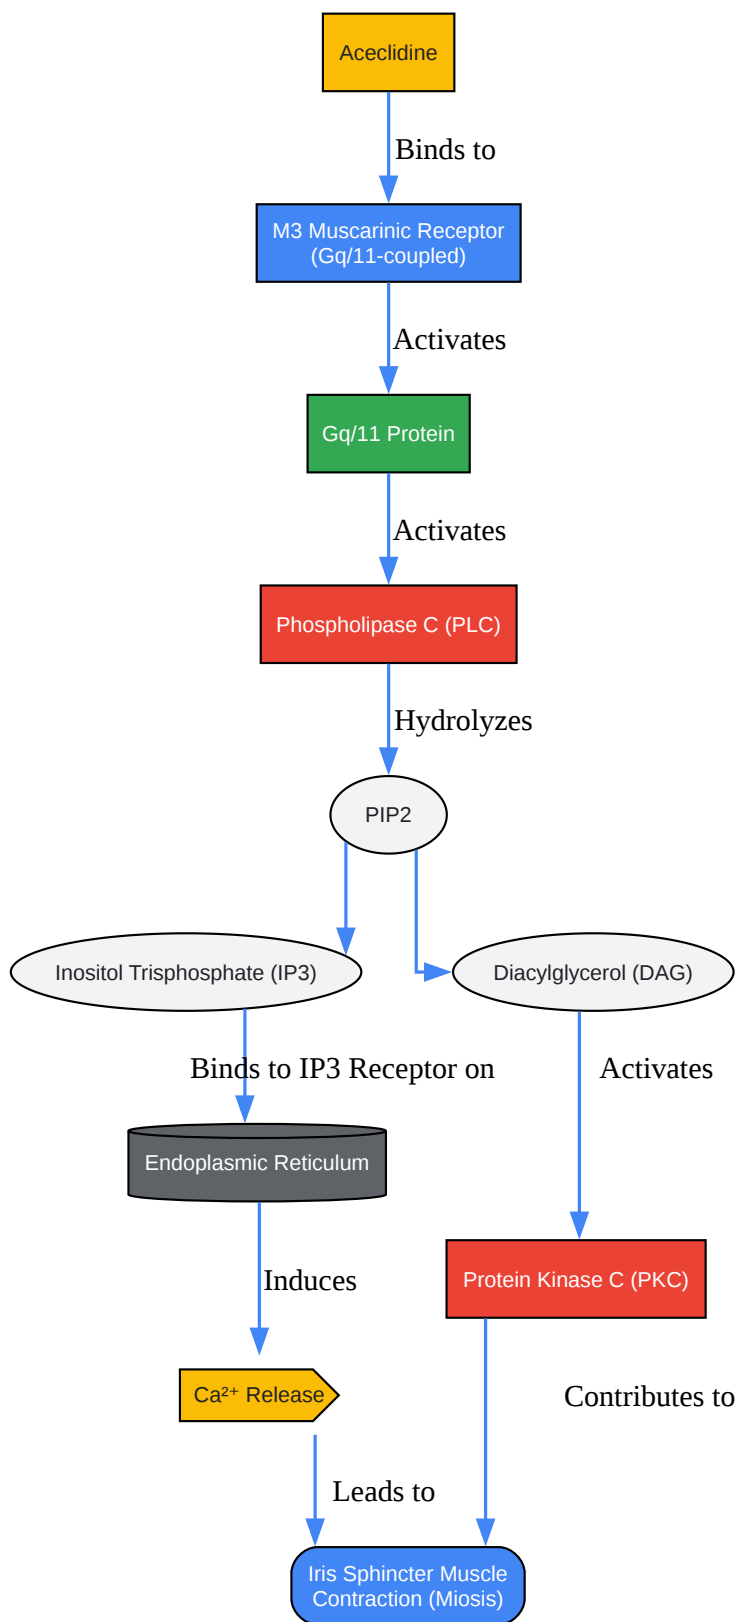 Aceclidine
Binds to
M3 Muscarinic Receptor
(Gq/11-coupled)
Activates
Gq/11 Protein
Activates
Phospholipase C (PLC)
Hydrolyzes
PIP2
Inositol Trisphosphate (IP3)
Diacylglycerol (DAG)
Binds to IP3 Receptor on
Activates
Endoplasmic Reticulum
Induces
Protein Kinase C (PKC)
Ca²⁺ Release
Contributes to
Leads to
Iris Sphincter Muscle
Contraction (Miosis)